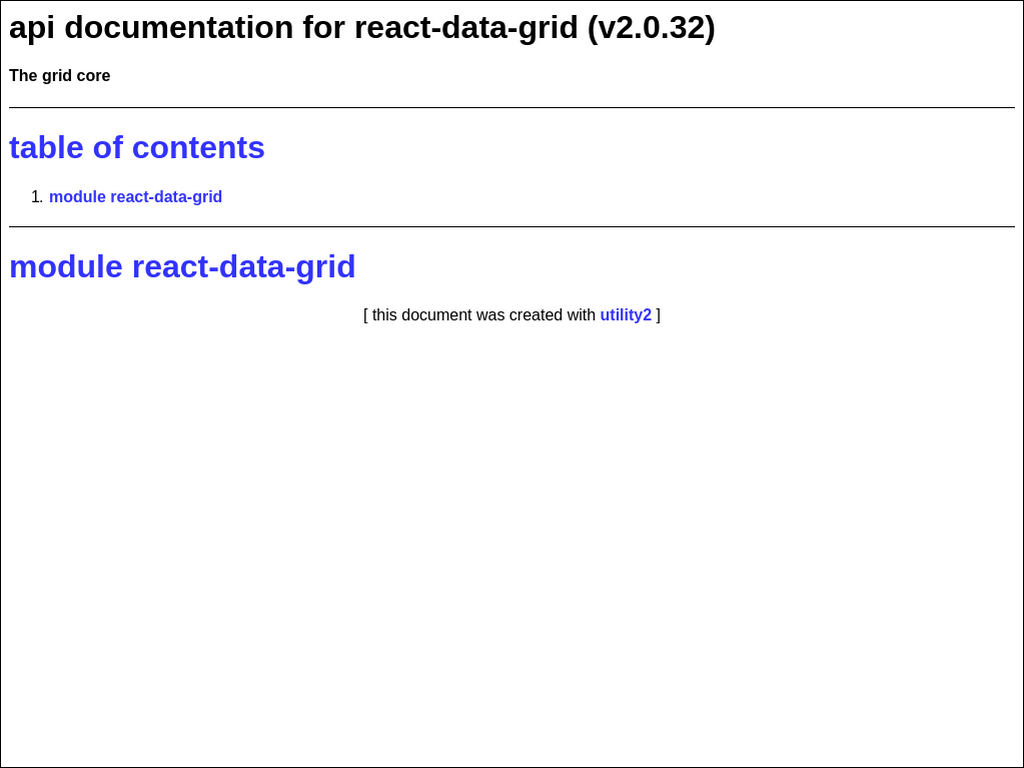 api documentation for react-data-grid (v2.0.32)
The grid core
table of contents
1. module react-data-grid
module react-data-grid
[ this document was created with utility2 ]